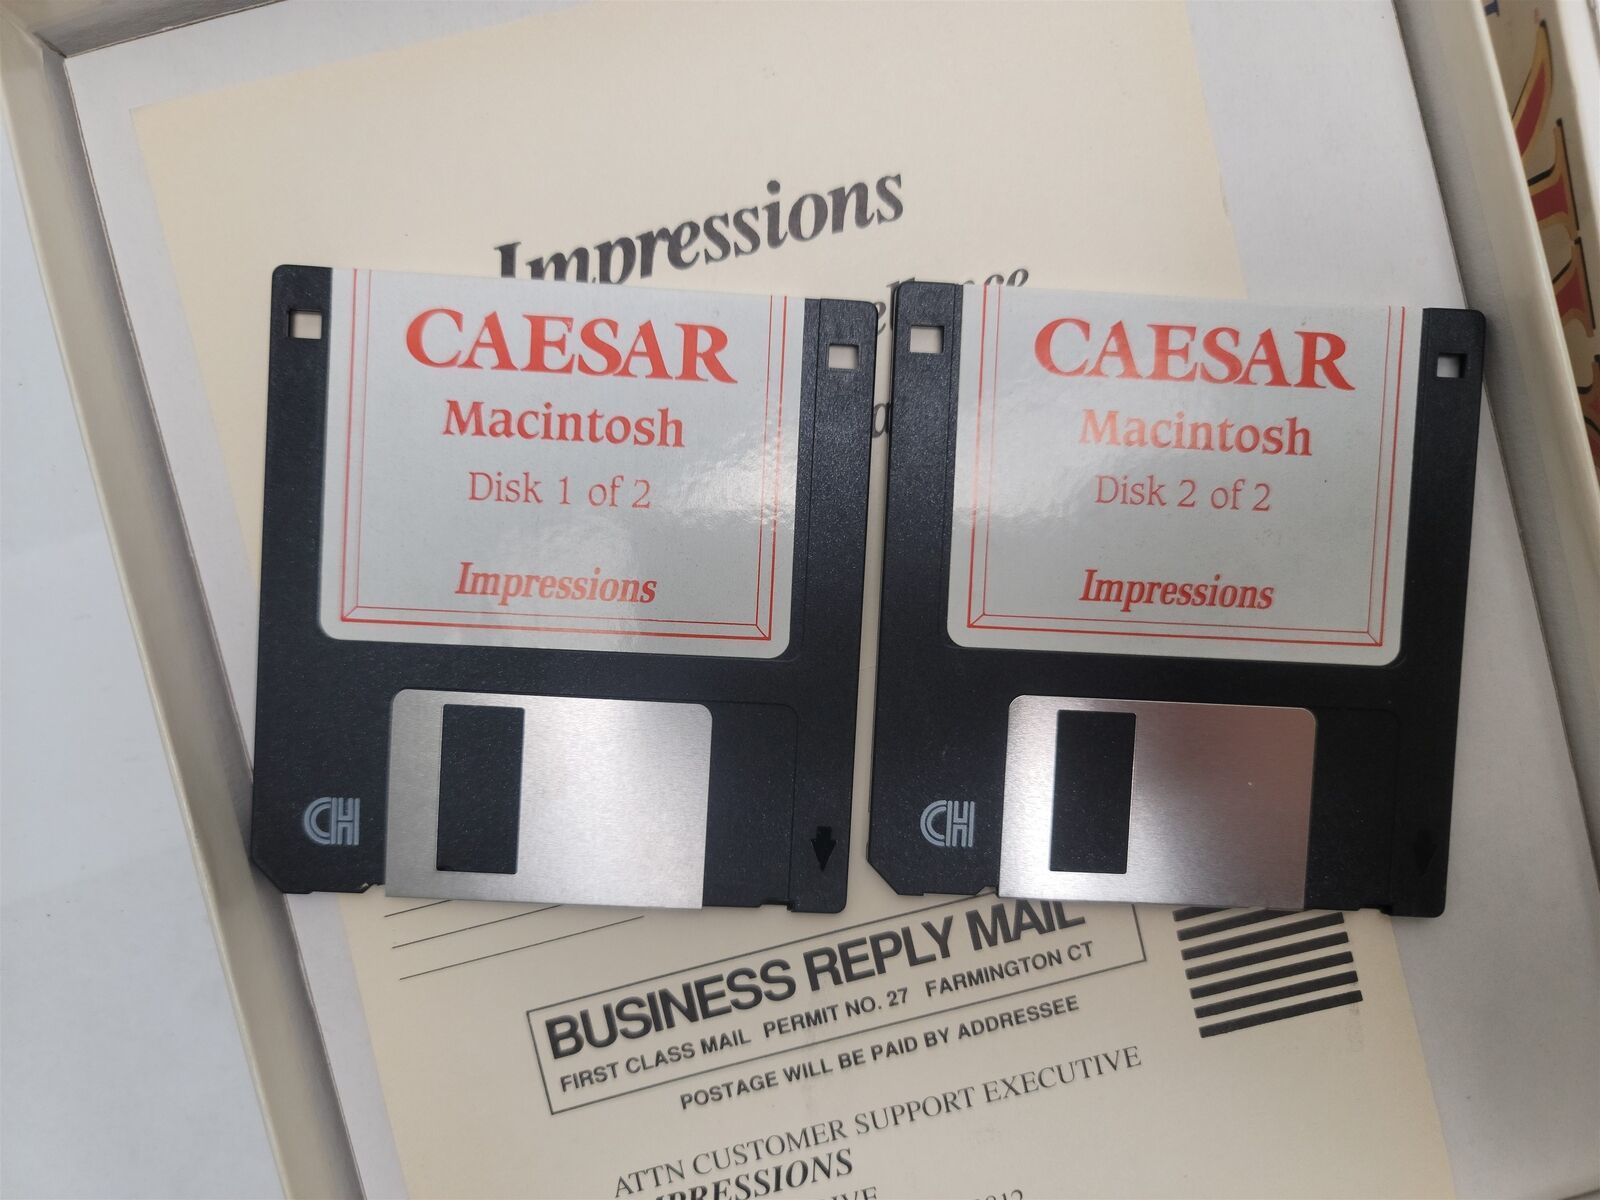 Impressions
CAESAR
Macintosh
Disk 1 of 2
Impressions
CH
CAESAR
Macintosh
Disk 2 of 2
Impressions
CH
BUSINESS REPLY MAIL
FIRST CLASS MAIL PERMIT NO. 27 FARMINGTON CT
POSTAGE WILL BE PAID BY ADDRESSEE
ATTN CUSTOMER SUPPORT EXECUTIVE
IMPRESSIONS